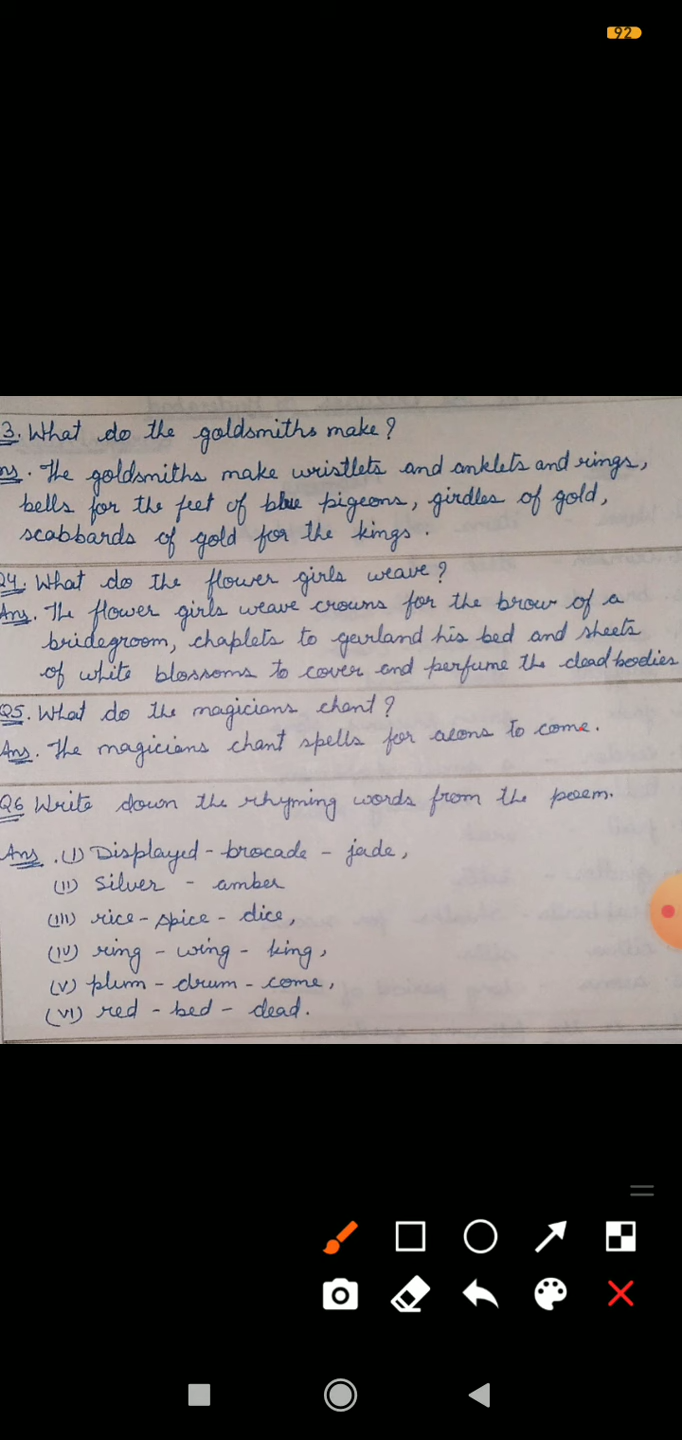 92
3. What do the goldsmiths make?
ns. The goldsmiths make wristlets and anklets and rings,
bells for the feet of blue pigeons, girdles of gold,
scabbards of gold for the kings.
Q4. What do the flower girls weave?
Ans. The flower girls weave crowns for the brow of a
bridegroom, chaplets to garland his bed and sheets
of white blossoms to cover and perfume the dead bodies
Q5. What do the magicians chant?
Ans. The magicians chant spells for aeons to come.
Q6 Write down the rhyming words from the poem.
Ans. (I) Displayed - brocade - jade,
(II) Silver - amber
(III) rice - spice - dice,
(IV) ring - wing - king,
(V) plum - drum - come,
(VI) red - bed - dead.